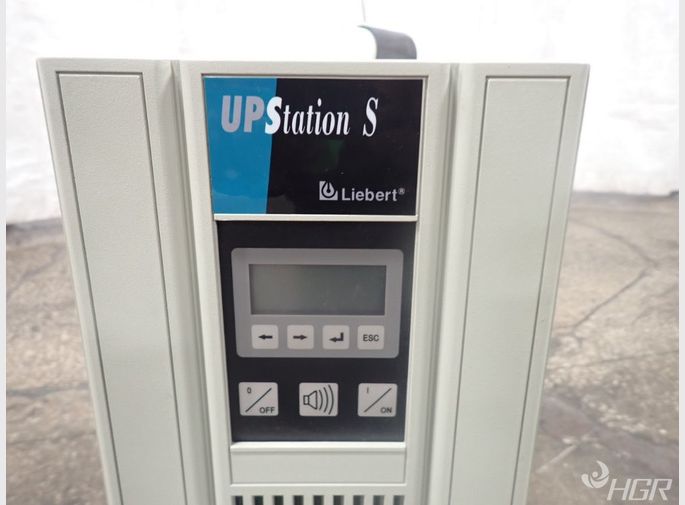 UPStation S
Liebert®
ESC
0
OFF
I
ON
HGR